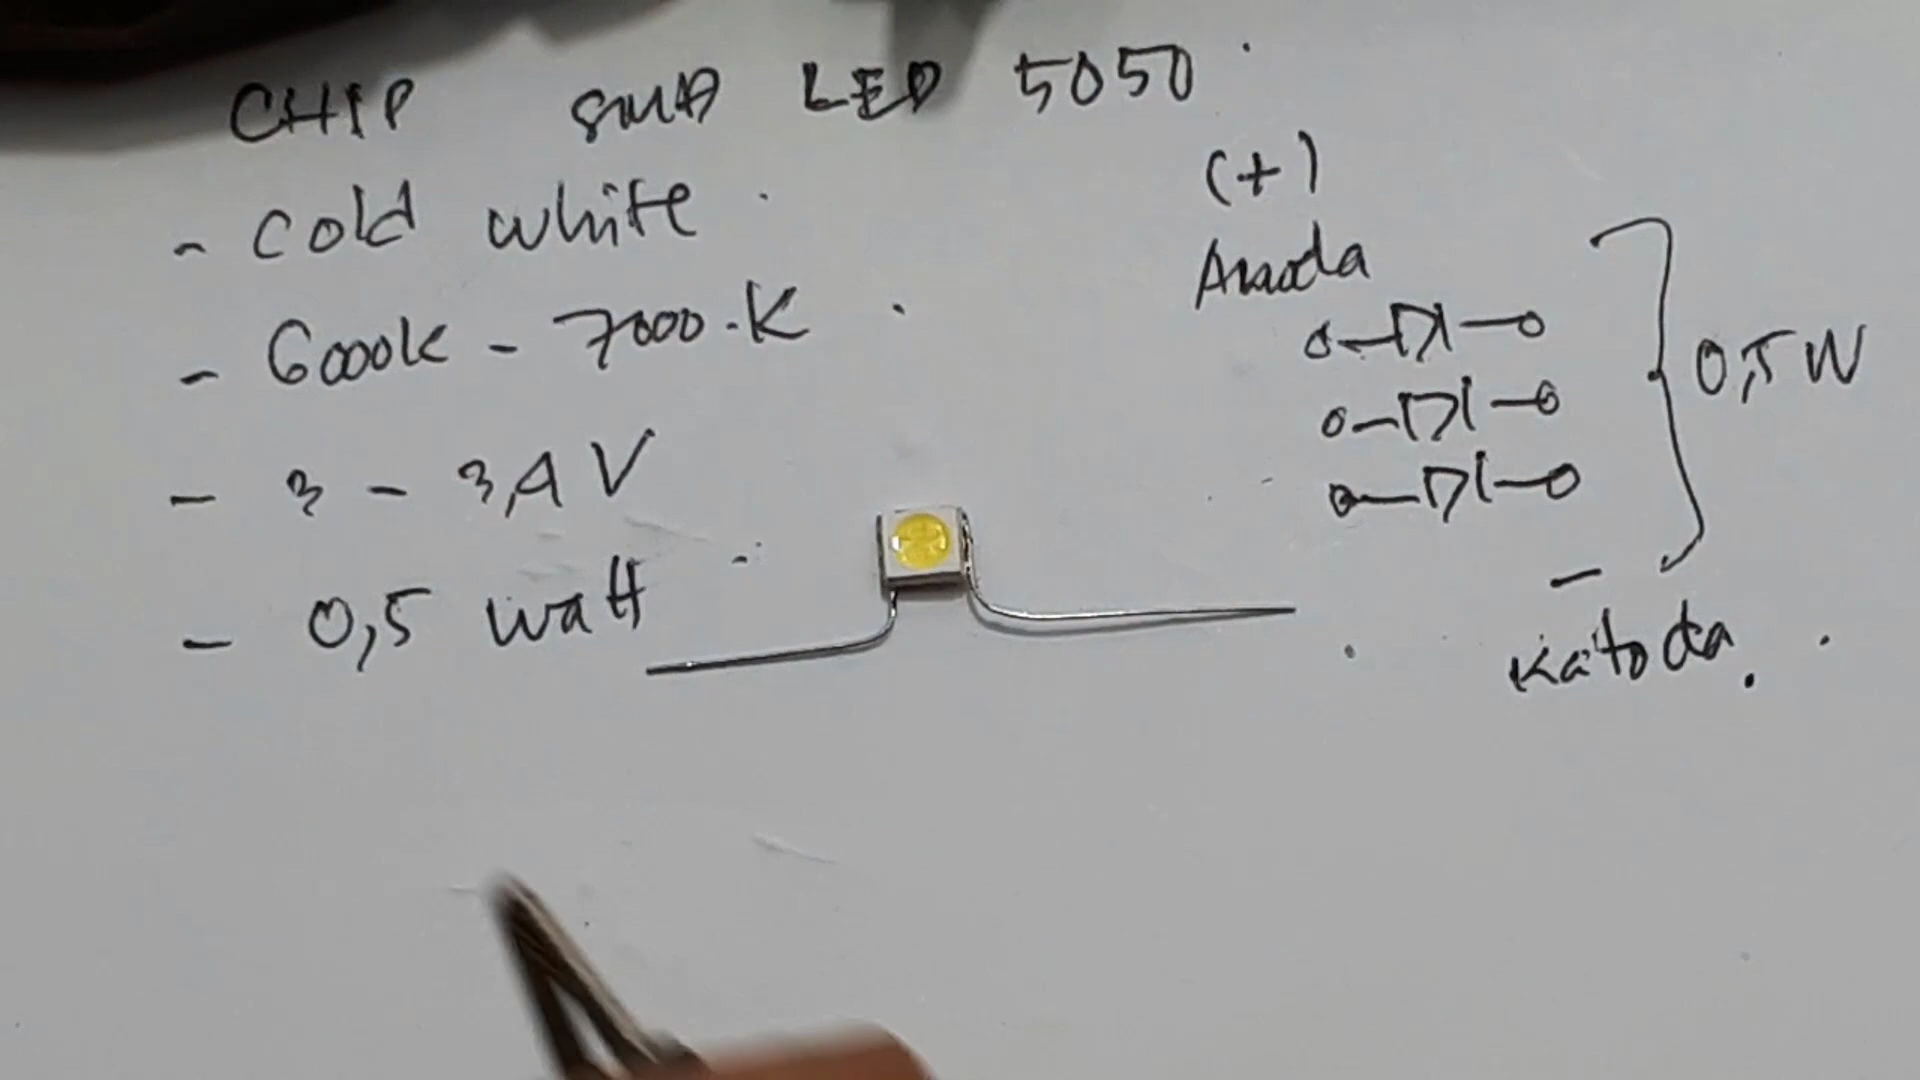 CHIP SMD LED 5050
- cold white
- 6000K - 7000.K
- 3 - 3,4 V
- 0,5 watt
(+)
Anoda
0,5 W
-
Katoda.